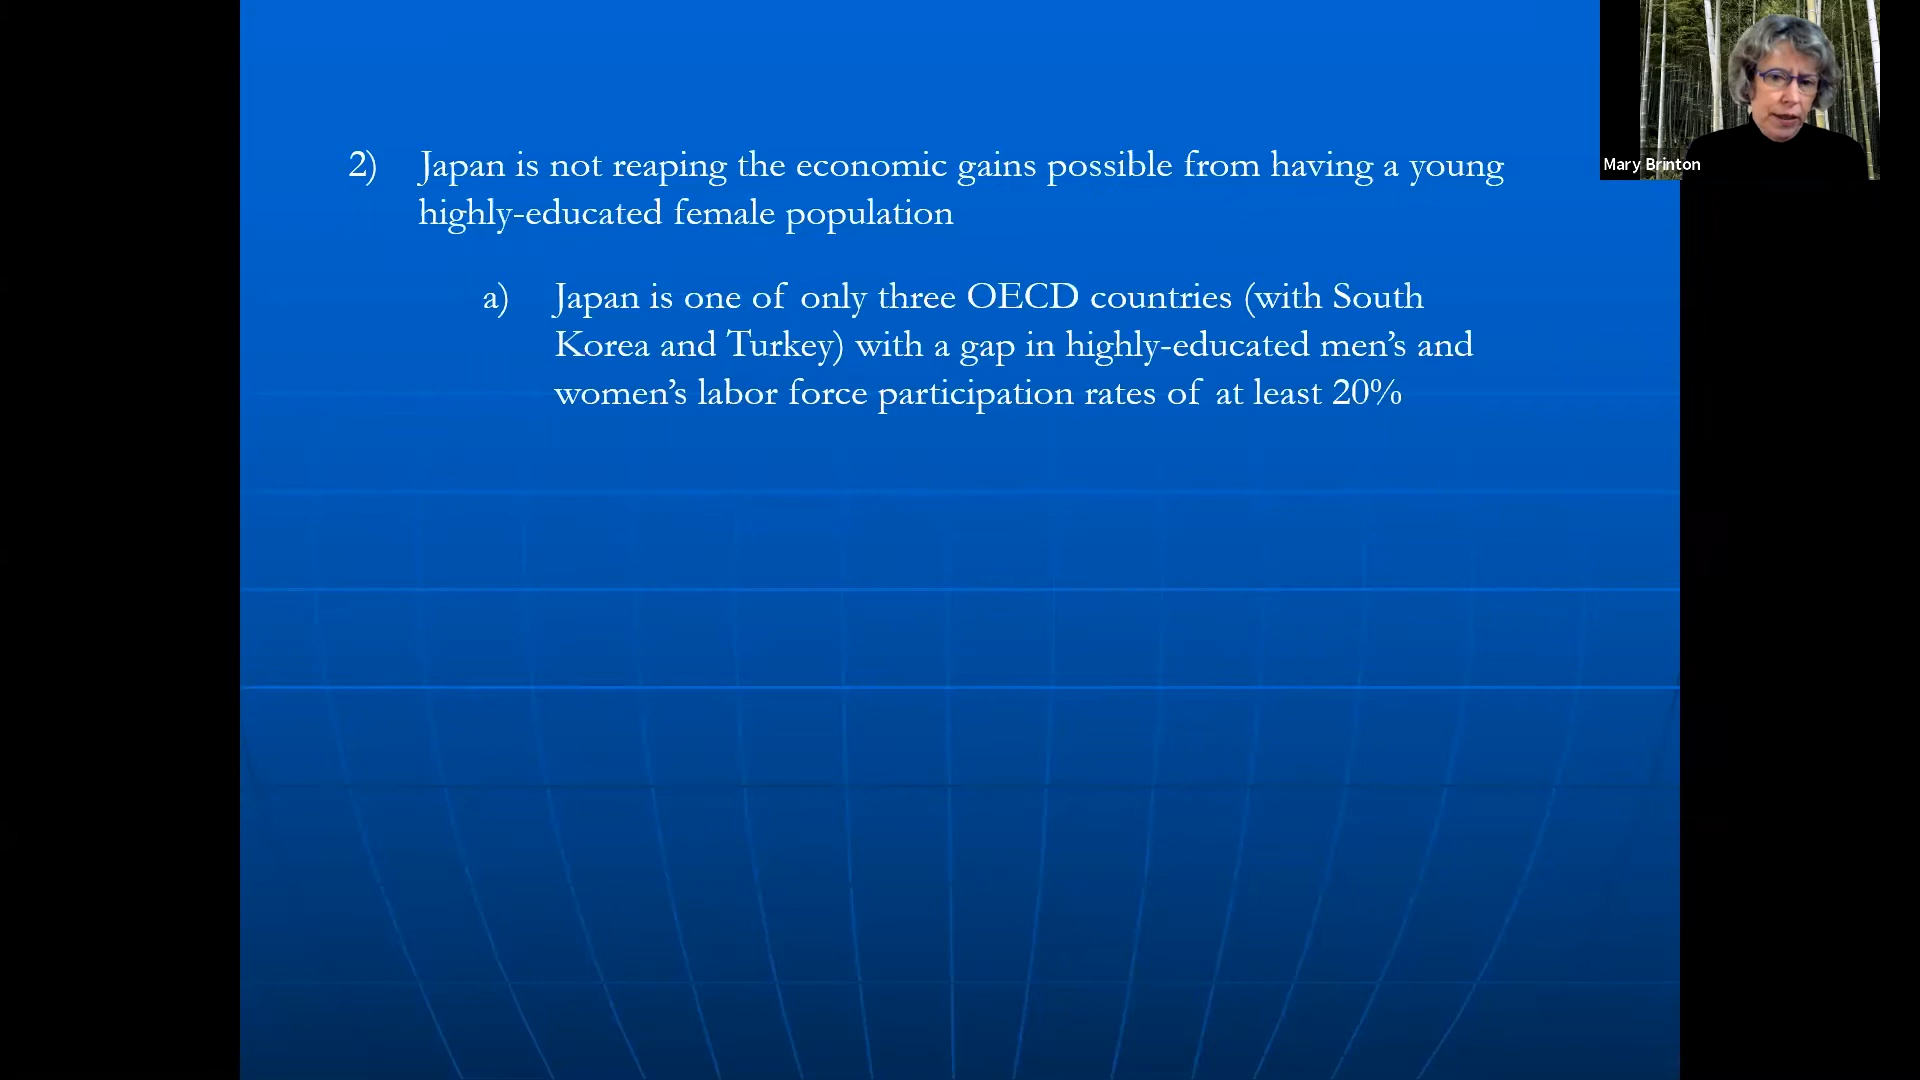 2) Japan is not reaping the economic gains possible from having a young
highly-educated female population
a) Japan is one of only three OECD countries (with South
Korea and Turkey) with a gap in highly-educated men’s and
women’s labor force participation rates of at least 20%
Mary Brinton